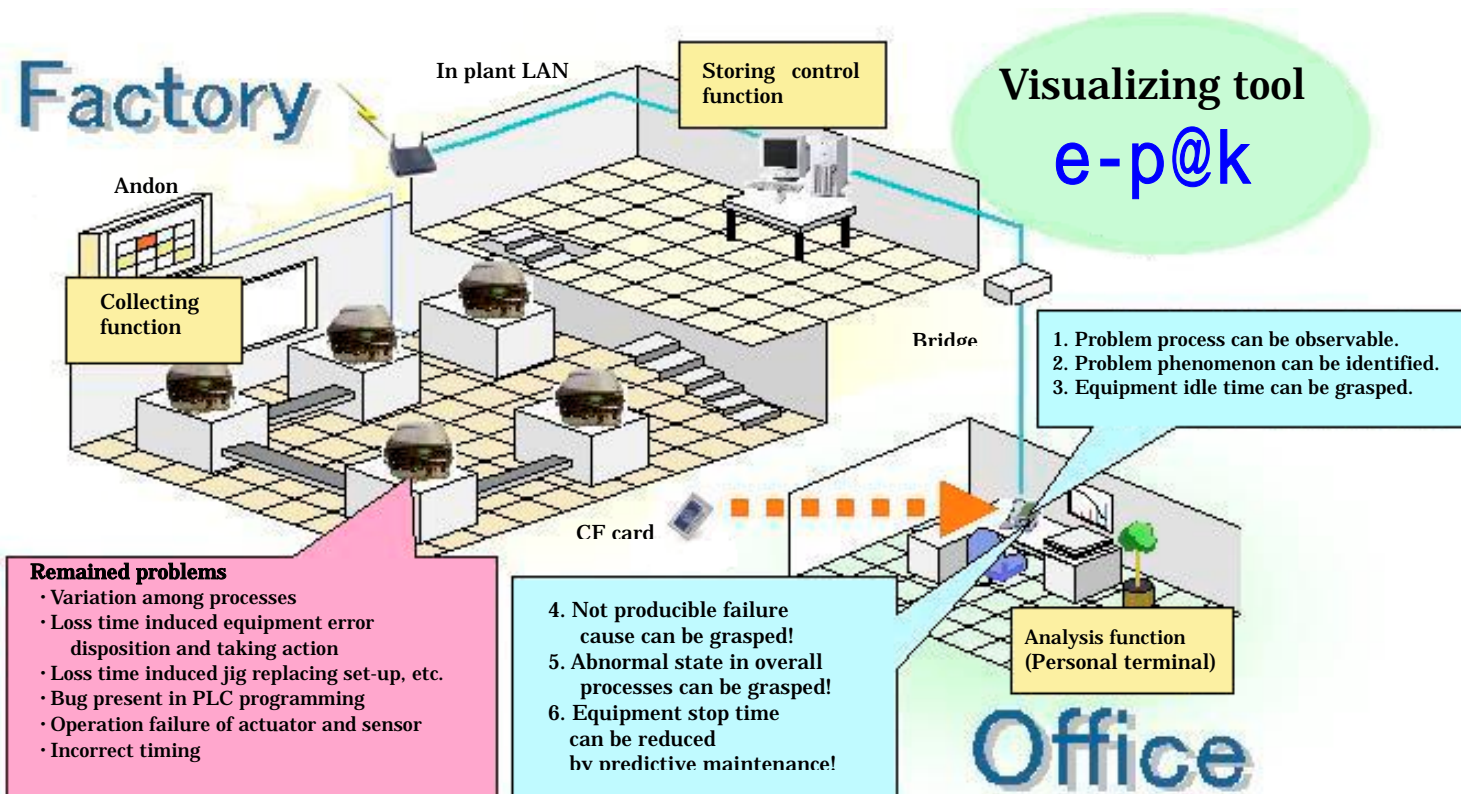 Factory
In plant LAN
Storing control
function
Visualizing tool
e-p@k
Andon
Collecting
function
Bridge
1. Problem process can be observable.
2. Problem phenomenon can be identified.
3. Equipment idle time can be grasped.
CF card
Remained problems
・Variation among processes
・Loss time induced equipment error
disposition and taking action
・Loss time induced jig replacing set-up, etc.
・Bug present in PLC programming
・Operation failure of actuator and sensor
・Incorrect timing
4. Not producible failure
cause can be grasped!
5. Abnormal state in overall
processes can be grasped!
6. Equipment stop time
can be reduced
by predictive maintenance!
Analysis function
(Personal terminal)
Office